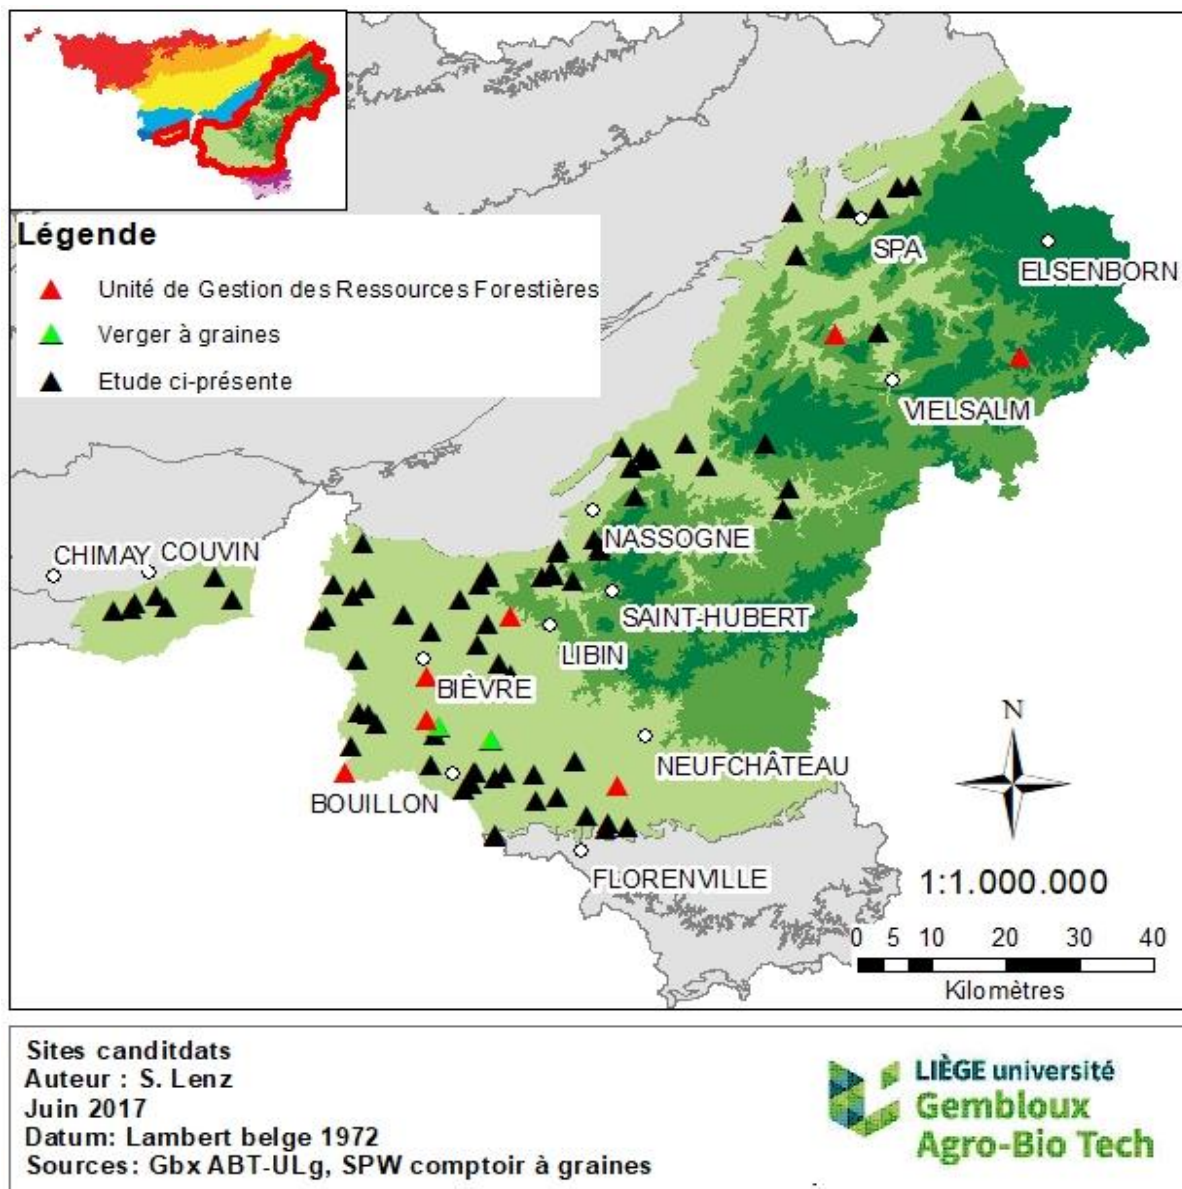 Légende
Unité de Gestion des Ressources Forestières
Verger à graines
Etude ci-présente
SPA
ELSENBORN
VIELSALM
NASSOGNE
CHIMAY
COUVIN
SAINT-HUBERT
LIBIN
BIÈVRE
NEUFCHÂTEAU
BOUILLON
FLORENVILLE
N
1:1.000.000
0 5 10 20 30 40
Kilomètres
Sites canditdats
Auteur : S. Lenz
Juin 2017
Datum: Lambert belge 1972
Sources: Gbx ABT-ULg, SPW comptoir à graines
LIÈGE université
Gembloux
Agro-Bio Tech